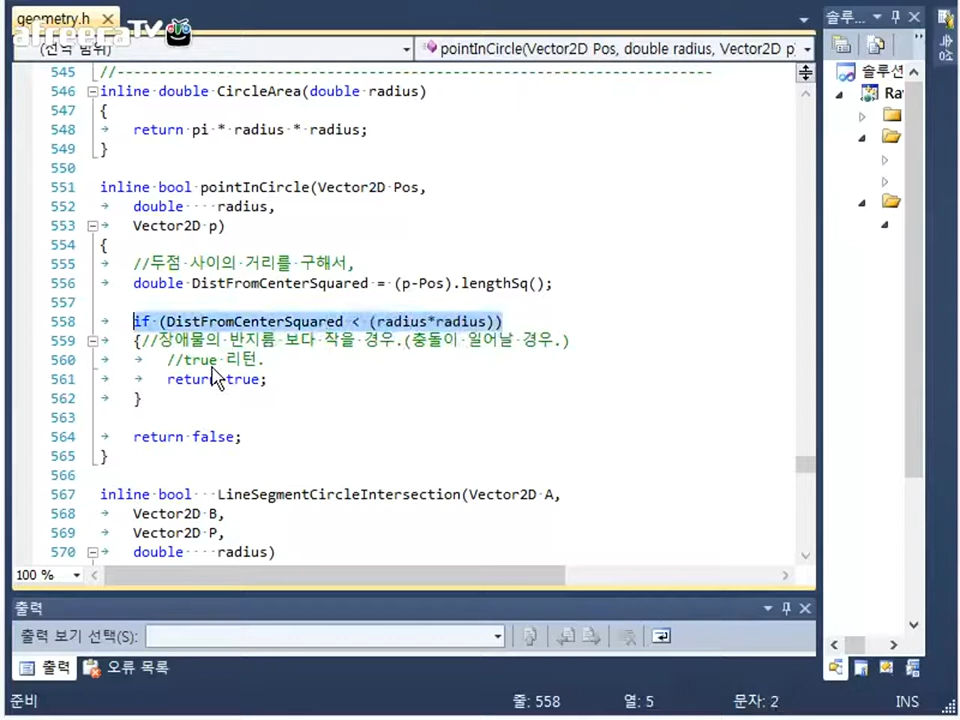 geometry.h
afreecaTV
(전역 범위)
pointInCircle(Vector2D Pos, double radius, Vector2D p)
솔루...
545 //-----------------------------------------------------------------------
546 inline double CircleArea(double radius)
547 {
548 return pi * radius * radius;
549 }
550
551 inline bool pointInCircle(Vector2D Pos,
552 double radius,
553 Vector2D p)
554 {
555 //두점 사이의 거리를 구해서,
556 double DistFromCenterSquared = (p-Pos).lengthSq();
557
558 if (DistFromCenterSquared < (radius*radius))
559 {//장애물의 반지름 보다 작을 경우.(충돌이 일어날 경우.)
560 //true 리턴.
561 return true;
562 }
563
564 return false;
565 }
566
567 inline bool LineSegmentCircleIntersection(Vector2D A,
568 Vector2D B,
569 Vector2D P,
570 double radius)
100 %
솔루션
Ra
출력
출력 보기 선택(S):
출력
오류 목록
준비
줄: 558
열: 5
문자: 2
INS